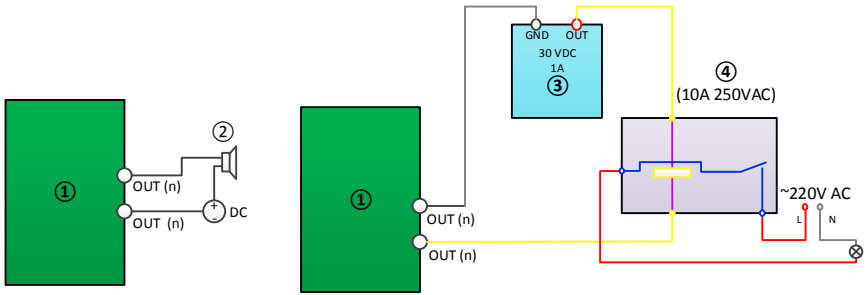 ①
OUT (n)
OUT (n)
②
+
-
DC
①
OUT (n)
OUT (n)
GND OUT
30 VDC
1A
③
④
(10A 250VAC)
~220V AC
L N